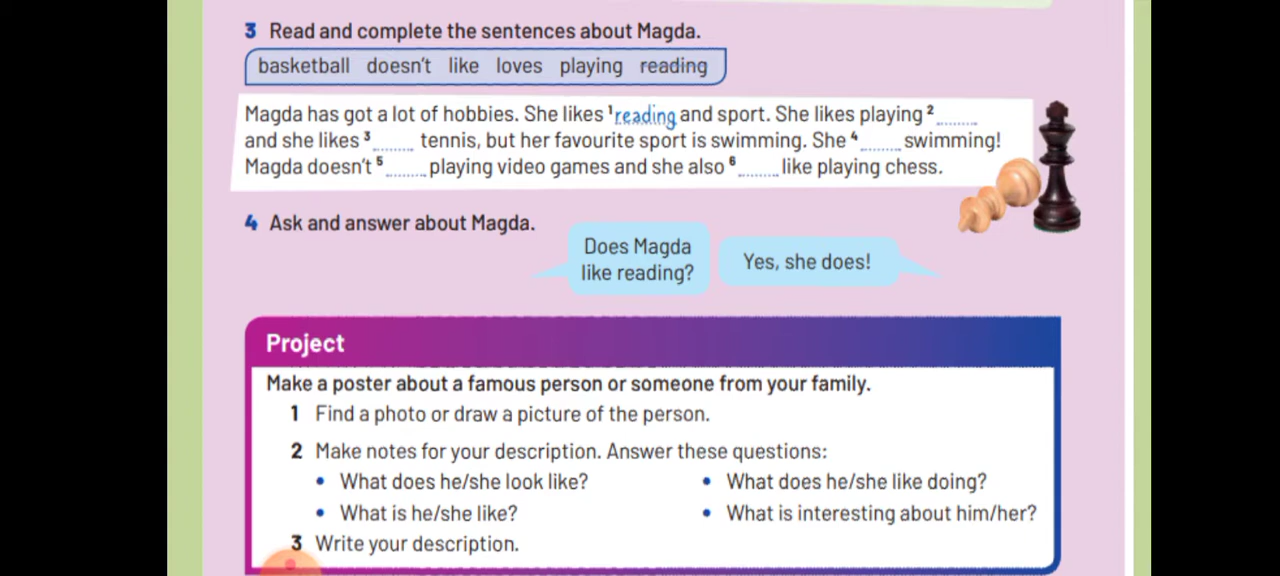 3 Read and complete the sentences about Magda.
basketball doesn't like loves playing reading
Magda has got a lot of hobbies. She likes ¹reading and sport. She likes playing ²........
and she likes ³........ tennis, but her favourite sport is swimming. She ⁴........ swimming!
Magda doesn't ⁵........ playing video games and she also ⁶........ like playing chess.
4 Ask and answer about Magda.
Does Magda
like reading?
Yes, she does!
Project
Make a poster about a famous person or someone from your family.
1 Find a photo or draw a picture of the person.
2 Make notes for your description. Answer these questions:
• What does he/she look like?
• What does he/she like doing?
• What is he/she like?
• What is interesting about him/her?
3 Write your description.